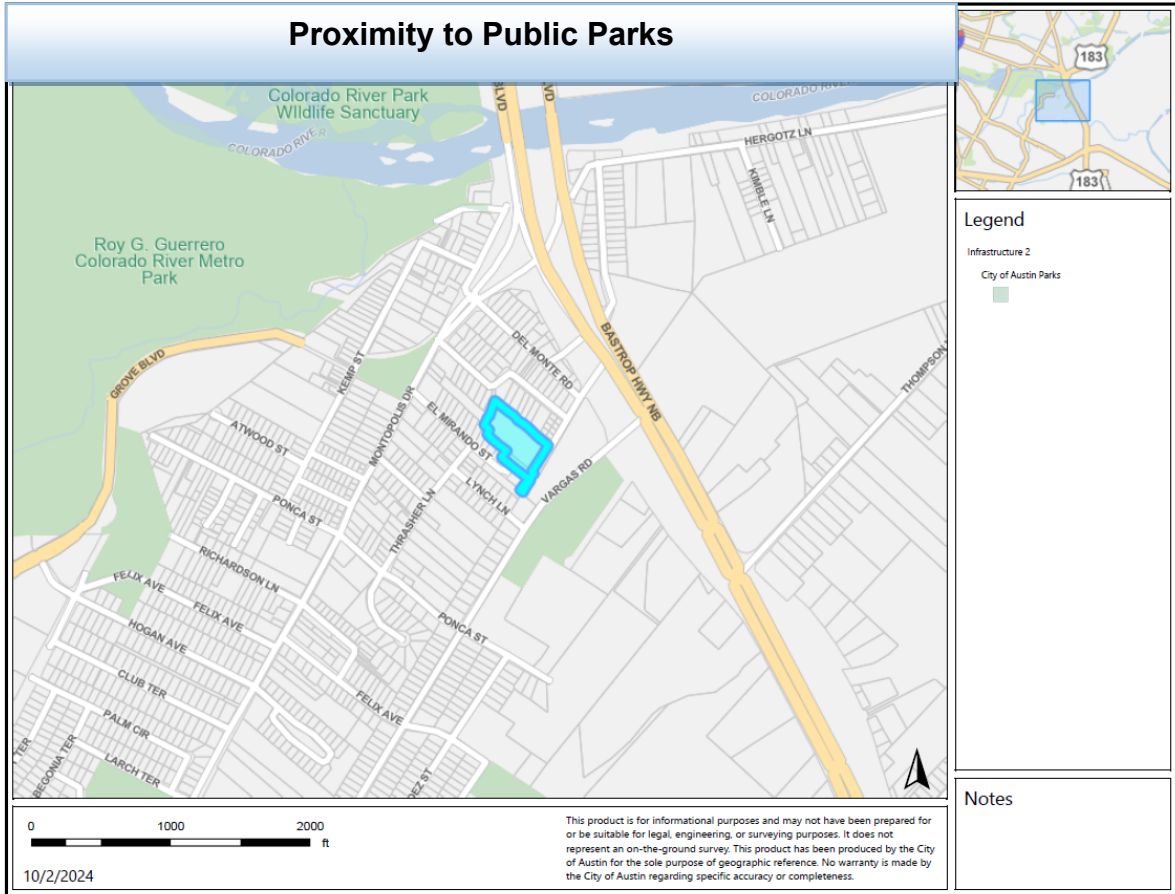 Proximity to Public Parks
Colorado River Park
WIldlife Sanctuary
COLORADO RIVER
BLVD
COLORADO RIVER
HERGOTZ LN
KIMBLE LN
Roy G. Guerrero
Colorado River Metro
Park
GROVE BLVD
KEMP ST
DEL MONTE RD
BASTROP HWY NB
THOMPSON
MONTOPOLIS DR
EL MIRANDO ST
ATWOOD ST
LYNCH LN
VARGAS RD
PONCA ST
THRASHER LN
RICHARDSON LN
FELIX AVE
FELIX AVE
HOGAN AVE
PONCA ST
CLUB TER
FELIX AVE
PALM CIR
LARCH TER
BEGONIA TER
TER
DEZ ST
183
183
Legend
Infrastructure 2
City of Austin Parks
Notes
0 1000 2000
ft
10/2/2024
This product is for informational purposes and may not have been prepared for
or be suitable for legal, engineering, or surveying purposes. It does not
represent an on-the-ground survey. This product has been produced by the City
of Austin for the sole purpose of geographic reference. No warranty is made by
the City of Austin regarding specific accuracy or completeness.